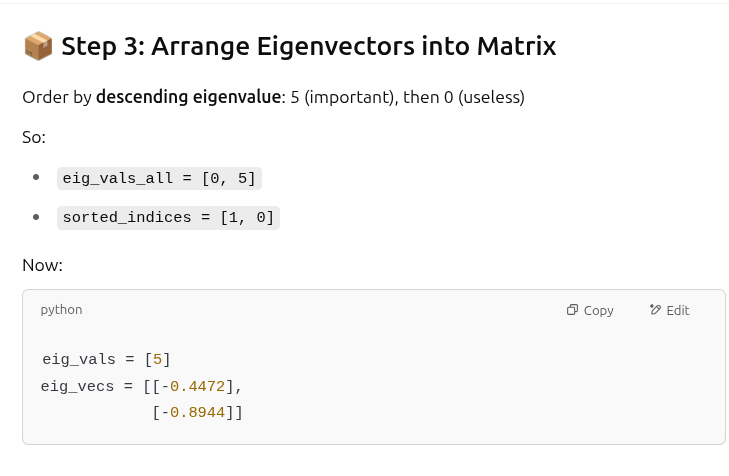 📦 Step 3: Arrange Eigenvectors into Matrix
Order by descending eigenvalue: 5 (important), then 0 (useless)
So:
• eig_vals_all = [0, 5]
• sorted_indices = [1, 0]
Now:
python Copy Edit
eig_vals = [5]
eig_vecs = [[-0.4472],
            [-0.8944]]